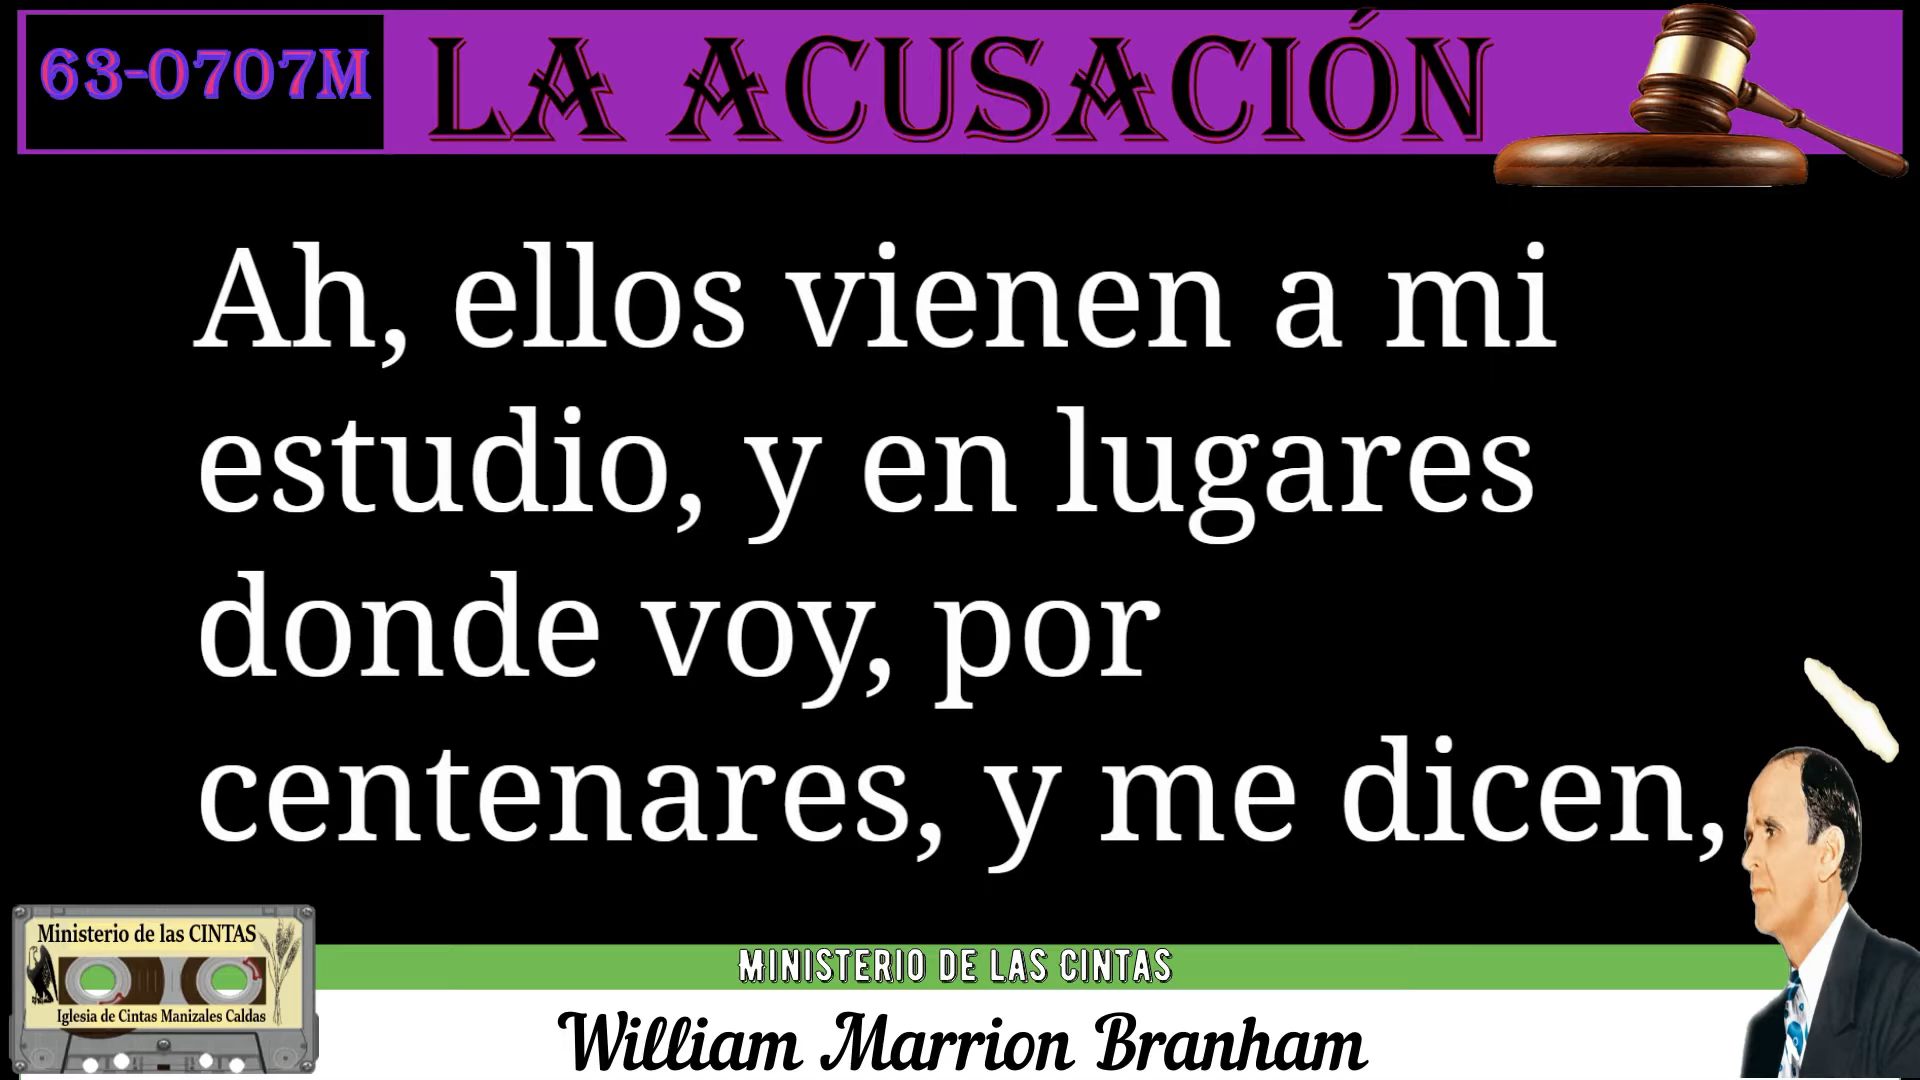 63-0707M
LA ACUSACIÓN
Ah, ellos vienen a mi
estudio, y en lugares
donde voy, por
centenares, y me dicen,
Ministerio de las CINTAS
Iglesia de Cintas Manizales Caldas
MINISTERIO DE LAS CINTAS
William Marrion Branham